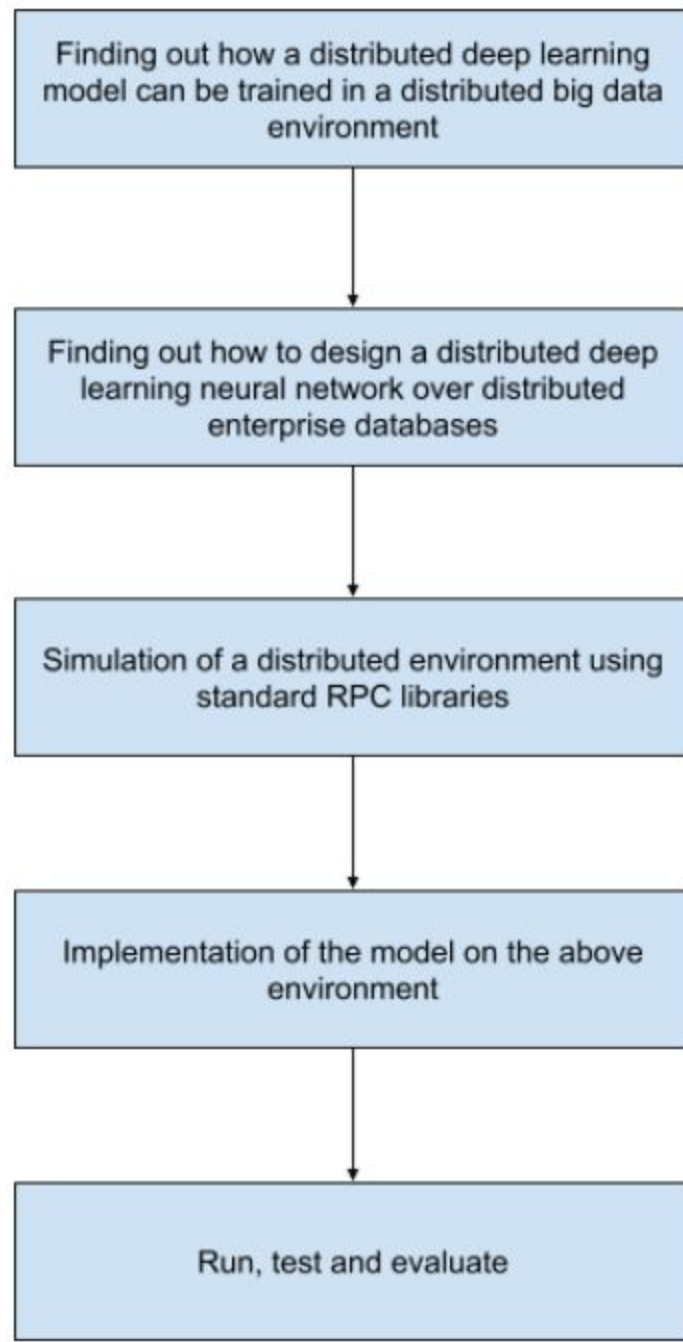 Finding out how a distributed deep learning
model can be trained in a distributed big data
environment
Finding out how to design a distributed deep
learning neural network over distributed
enterprise databases
Simulation of a distributed environment using
standard RPC libraries
Implementation of the model on the above
environment
Run, test and evaluate